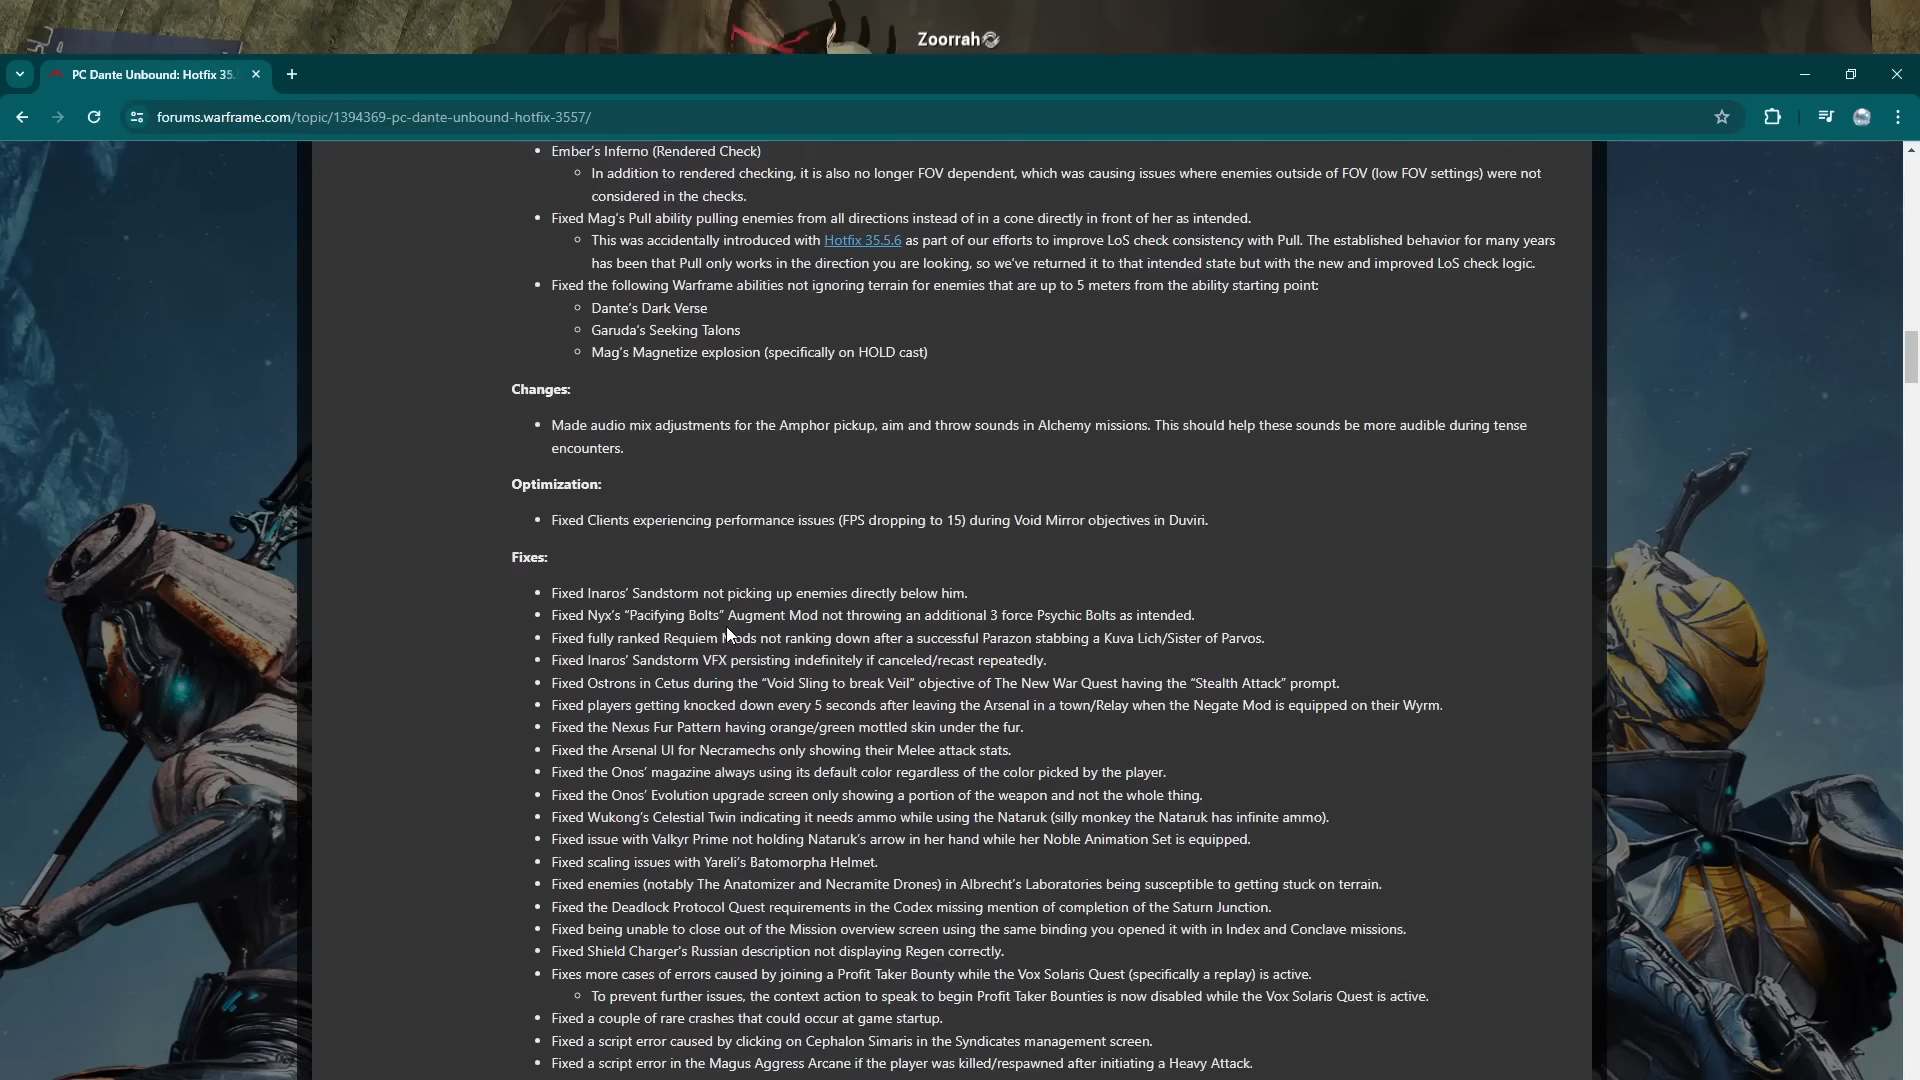 Zoorrah
PC Dante Unbound: Hotfix 35.
forums.warframe.com/topic/1394369-pc-dante-unbound-hotfix-3557/
• Ember's Inferno (Rendered Check)
◦ In addition to rendered checking, it is also no longer FOV dependent, which was causing issues where enemies outside of FOV (low FOV settings) were not
considered in the checks.
• Fixed Mag's Pull ability pulling enemies from all directions instead of in a cone directly in front of her as intended.
◦ This was accidentally introduced with Hotfix 35.5.6 as part of our efforts to improve LoS check consistency with Pull. The established behavior for many years
has been that Pull only works in the direction you are looking, so we've returned it to that intended state but with the new and improved LoS check logic.
• Fixed the following Warframe abilities not ignoring terrain for enemies that are up to 5 meters from the ability starting point:
◦ Dante's Dark Verse
◦ Garuda's Seeking Talons
◦ Mag's Magnetize explosion (specifically on HOLD cast)
Changes:
• Made audio mix adjustments for the Amphor pickup, aim and throw sounds in Alchemy missions. This should help these sounds be more audible during tense
encounters.
Optimization:
• Fixed Clients experiencing performance issues (FPS dropping to 15) during Void Mirror objectives in Duviri.
Fixes:
• Fixed Inaros' Sandstorm not picking up enemies directly below him.
• Fixed Nyx's “Pacifying Bolts” Augment Mod not throwing an additional 3 force Psychic Bolts as intended.
• Fixed fully ranked Requiem Mods not ranking down after a successful Parazon stabbing a Kuva Lich/Sister of Parvos.
• Fixed Inaros' Sandstorm VFX persisting indefinitely if canceled/recast repeatedly.
• Fixed Ostrons in Cetus during the “Void Sling to break Veil” objective of The New War Quest having the “Stealth Attack” prompt.
• Fixed players getting knocked down every 5 seconds after leaving the Arsenal in a town/Relay when the Negate Mod is equipped on their Wyrm.
• Fixed the Nexus Fur Pattern having orange/green mottled skin under the fur.
• Fixed the Arsenal UI for Necramechs only showing their Melee attack stats.
• Fixed the Onos' magazine always using its default color regardless of the color picked by the player.
• Fixed the Onos' Evolution upgrade screen only showing a portion of the weapon and not the whole thing.
• Fixed Wukong's Celestial Twin indicating it needs ammo while using the Nataruk (silly monkey the Nataruk has infinite ammo).
• Fixed issue with Valkyr Prime not holding Nataruk's arrow in her hand while her Noble Animation Set is equipped.
• Fixed scaling issues with Yareli's Batomorpha Helmet.
• Fixed enemies (notably The Anatomizer and Necramite Drones) in Albrecht's Laboratories being susceptible to getting stuck on terrain.
• Fixed the Deadlock Protocol Quest requirements in the Codex missing mention of completion of the Saturn Junction.
• Fixed being unable to close out of the Mission overview screen using the same binding you opened it with in Index and Conclave missions.
• Fixed Shield Charger's Russian description not displaying Regen correctly.
• Fixes more cases of errors caused by joining a Profit Taker Bounty while the Vox Solaris Quest (specifically a replay) is active.
◦ To prevent further issues, the context action to speak to begin Profit Taker Bounties is now disabled while the Vox Solaris Quest is active.
• Fixed a couple of rare crashes that could occur at game startup.
• Fixed a script error caused by clicking on Cephalon Simaris in the Syndicates management screen.
• Fixed a script error in the Magus Aggress Arcane if the player was killed/respawned after initiating a Heavy Attack.